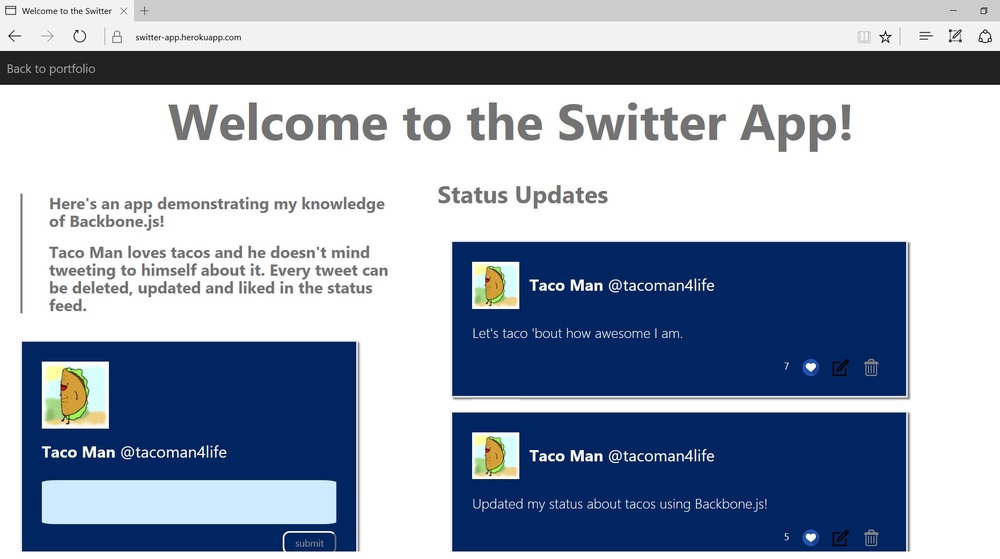 Welcome to the Switter
switter-app.herokuapp.com
Back to portfolio
Welcome to the Switter App!
Here's an app demonstrating my knowledge
of Backbone.js!
Taco Man loves tacos and he doesn't mind
tweeting to himself about it. Every tweet can
be deleted, updated and liked in the status
feed.
Taco Man @tacoman4life
submit
Status Updates
Taco Man @tacoman4life
Let's taco 'bout how awesome I am.
7
Taco Man @tacoman4life
Updated my status about tacos using Backbone.js!
5